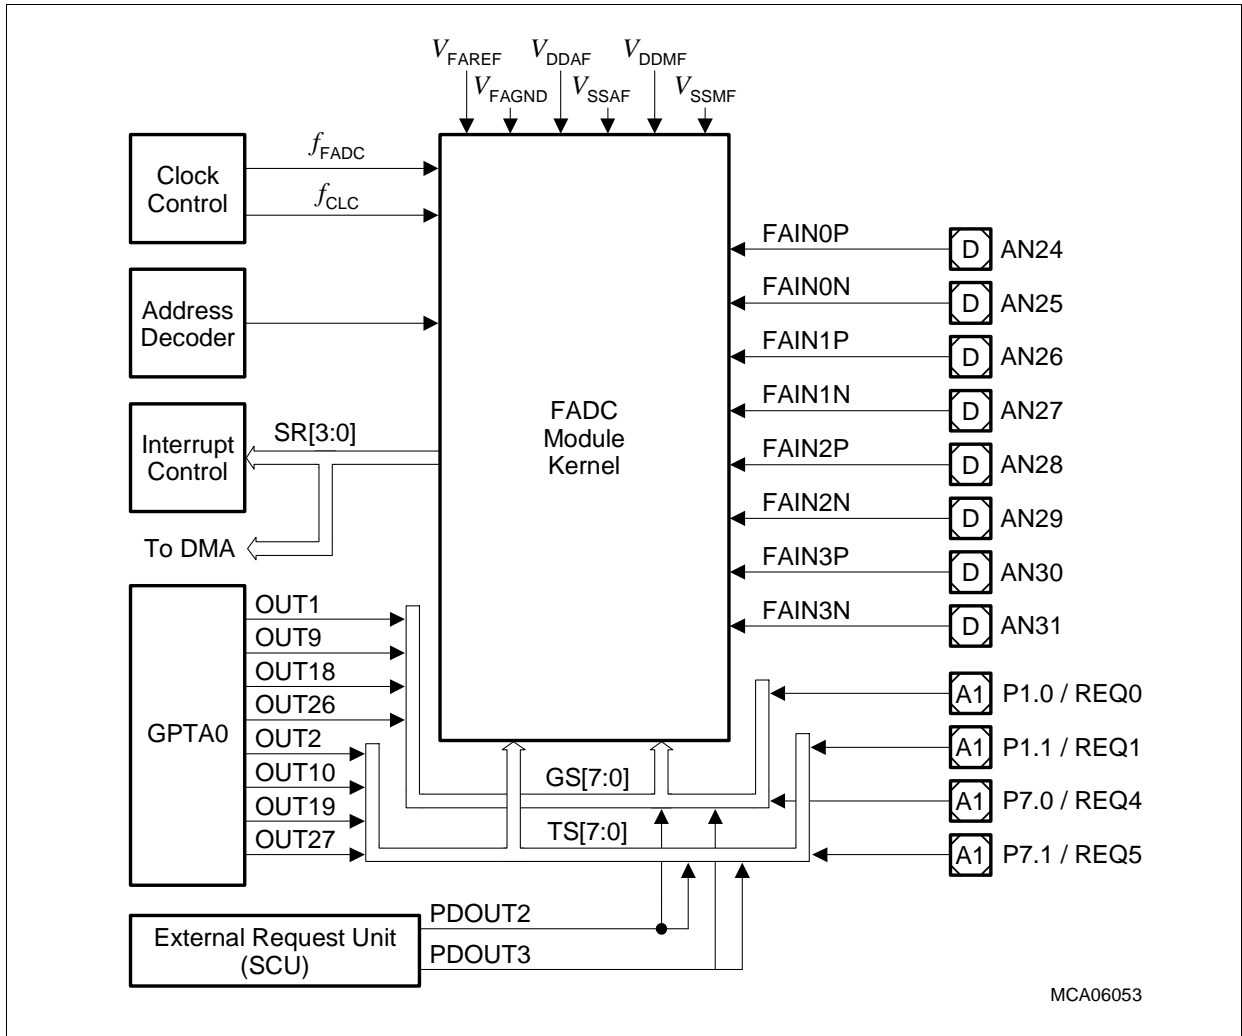 VFAREF VDDAF VDDMF
VFAGND VSSAF VSSMF
Clock
Control
fFADC
fCLC
Address
Decoder
Interrupt
Control
SR[3:0]
To DMA
FADC
Module
Kernel
FAIN0P D AN24
FAIN0N D AN25
FAIN1P D AN26
FAIN1N D AN27
FAIN2P D AN28
FAIN2N D AN29
FAIN3P D AN30
FAIN3N D AN31
GPTA0
OUT1
OUT9
OUT18
OUT26
OUT2
OUT10
OUT19
OUT27
GS[7:0]
TS[7:0]
A1 P1.0 / REQ0
A1 P1.1 / REQ1
A1 P7.0 / REQ4
A1 P7.1 / REQ5
External Request Unit
(SCU)
PDOUT2
PDOUT3
MCA06053